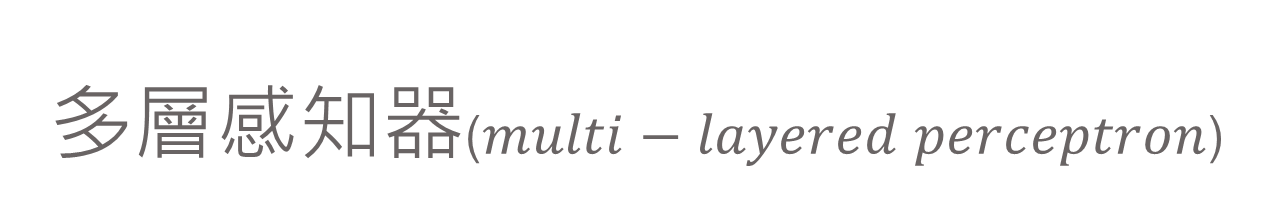 多層感知器(multi − layered perceptron)